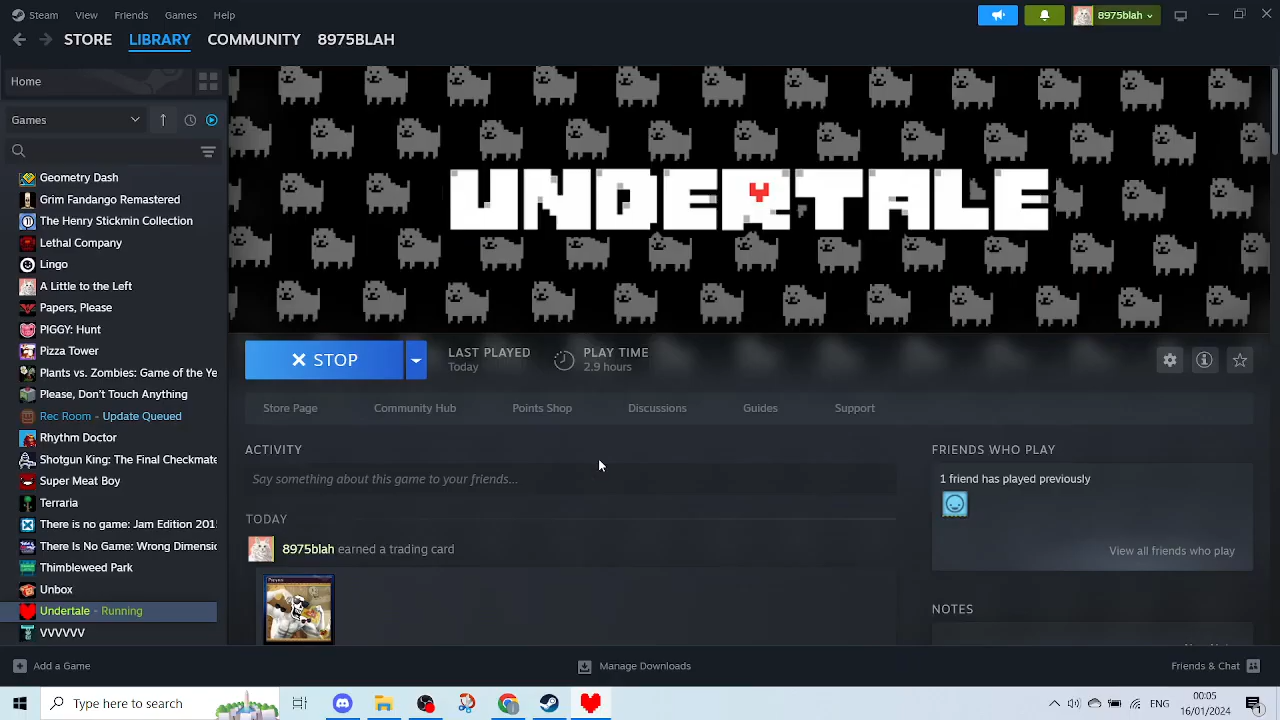 Steam View Friends Games Help 8975blah
STORE LIBRARY COMMUNITY 8975BLAH
Home
UNDERTALE
Games
Geometry Dash
Grim Fandango Remastered
The Harry Stickmin Collection
Lethal Company
Lingo
A Little to the Left
Papers, Please
PIGGY: Hunt
Pizza Tower
Plants vs. Zombies: Game of the Ye
Please, Don't Touch Anything
Rec Room - Update Queued
Rhythm Doctor
Shotgun King: The Final Checkmate
Super Meat Boy
Terraria
There is no game: Jam Edition 201
There Is No Game: Wrong Dimensio
Thimbleweed Park
Unbox
Undertale - Running
VVVVVV
STOP
LAST PLAYED
Today
PLAY TIME
2.9 hours
Store Page Community Hub Points Shop Discussions Guides Support
ACTIVITY
Say something about this game to your friends...
TODAY
8975blah earned a trading card
FRIENDS WHO PLAY
1 friend has played previously
View all friends who play
NOTES
Add a Game Manage Downloads Friends & Chat
Type here to search
00:05
16/01/2024